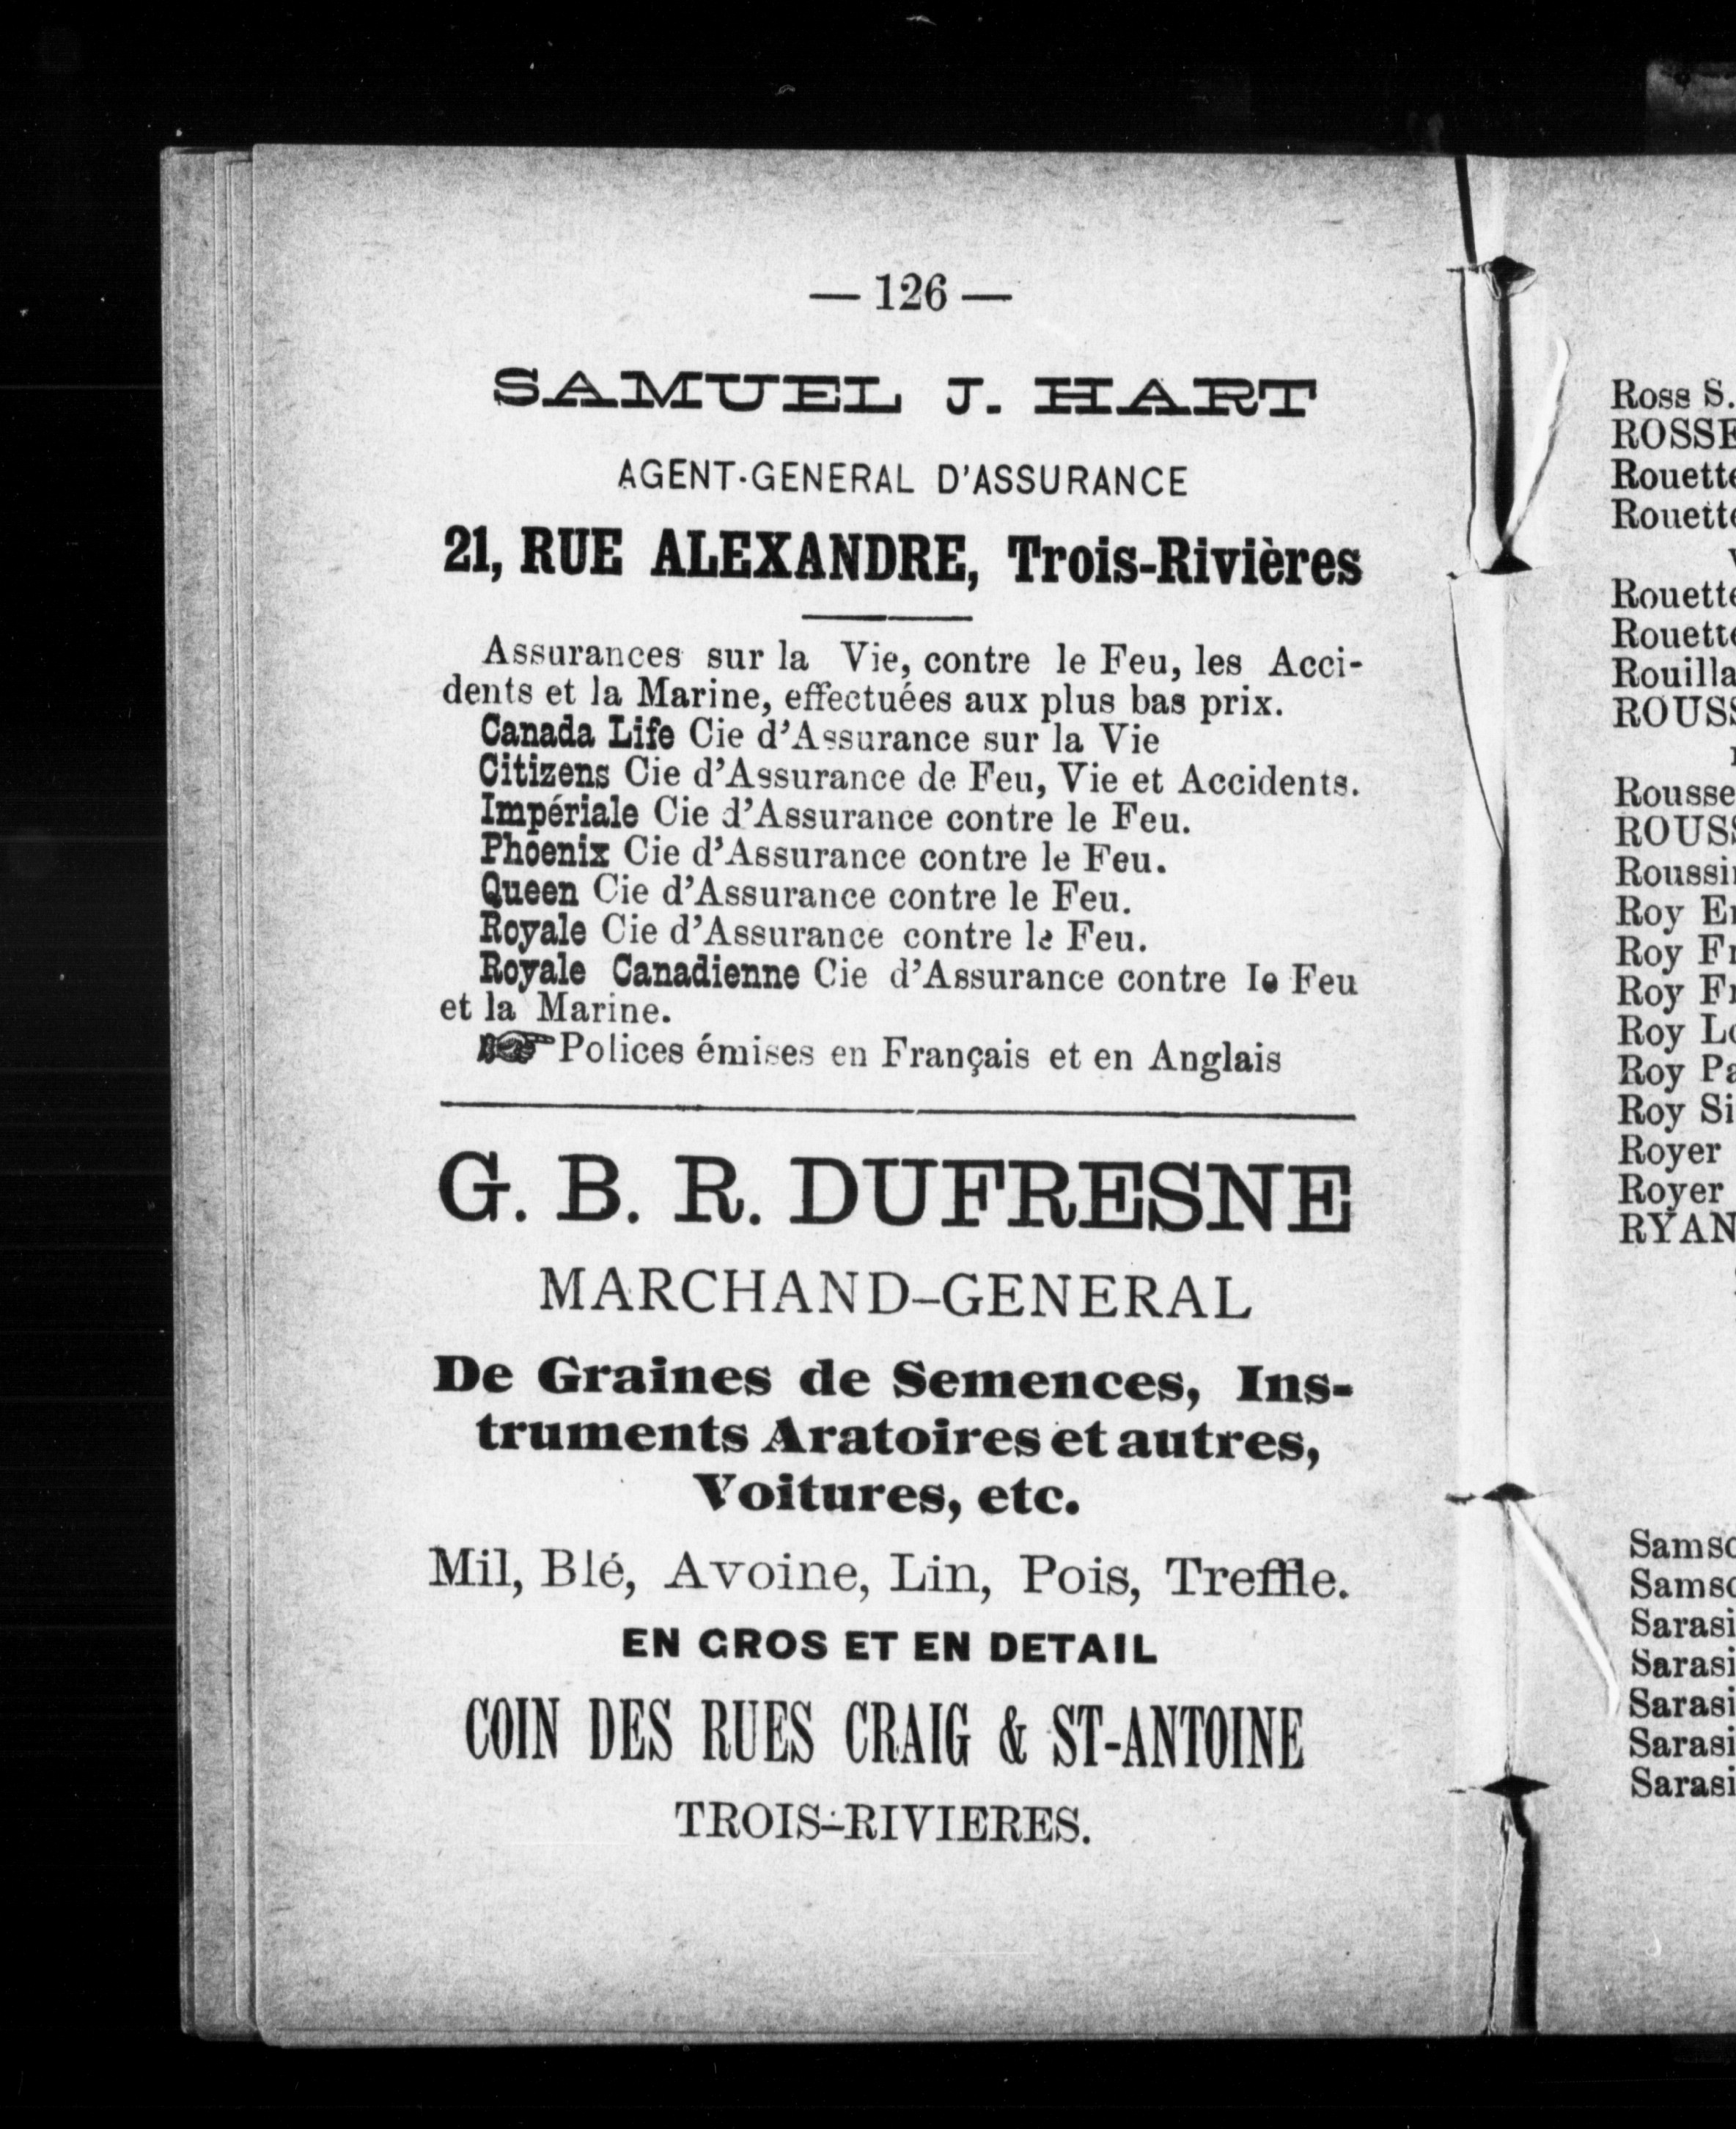 — 126 —
SAMUEL J. HART
AGENT-GENERAL D'ASSURANCE
21, RUE ALEXANDRE, Trois-Rivières
Assurances sur la Vie, contre le Feu, les Acci-
dents et la Marine, effectuées aux plus bas prix.
Canada Life Cie d'Assurance sur la Vie
Citizens Cie d'Assurance de Feu, Vie et Accidents.
Impériale Cie d'Assurance contre le Feu.
Phoenix Cie d'Assurance contre le Feu.
Queen Cie d'Assurance contre le Feu.
Royale Cie d'Assurance contre le Feu.
Royale Canadienne Cie d'Assurance contre le Feu
et la Marine.
☞ Polices émises en Français et en Anglais
G. B. R. DUFRESNE
MARCHAND-GENERAL
De Graines de Semences, Ins-
truments Aratoires et autres,
Voitures, etc.
Mil, Blé, Avoine, Lin, Pois, Treffle.
EN GROS ET EN DETAIL
COIN DES RUES CRAIG & ST-ANTOINE
TROIS-RIVIERES.
Ross S.
Roy
Roy
Roy
Roy
Roy
Roy
Royer
Royer
RYAN